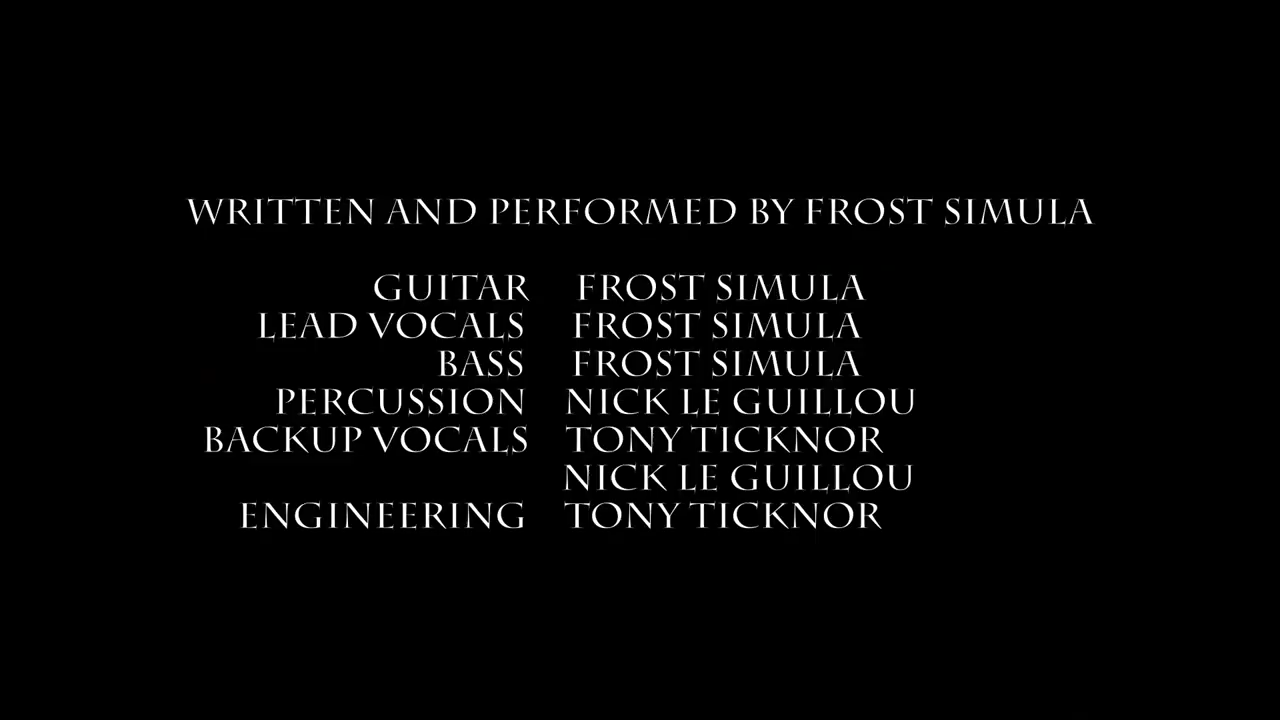 WRITTEN AND PERFORMED BY FROST SIMULA
GUITAR FROST SIMULA
LEAD VOCALS FROST SIMULA
BASS FROST SIMULA
PERCUSSION NICK LE GUILLOU
BACKUP VOCALS TONY TICKNOR
NICK LE GUILLOU
ENGINEERING TONY TICKNOR